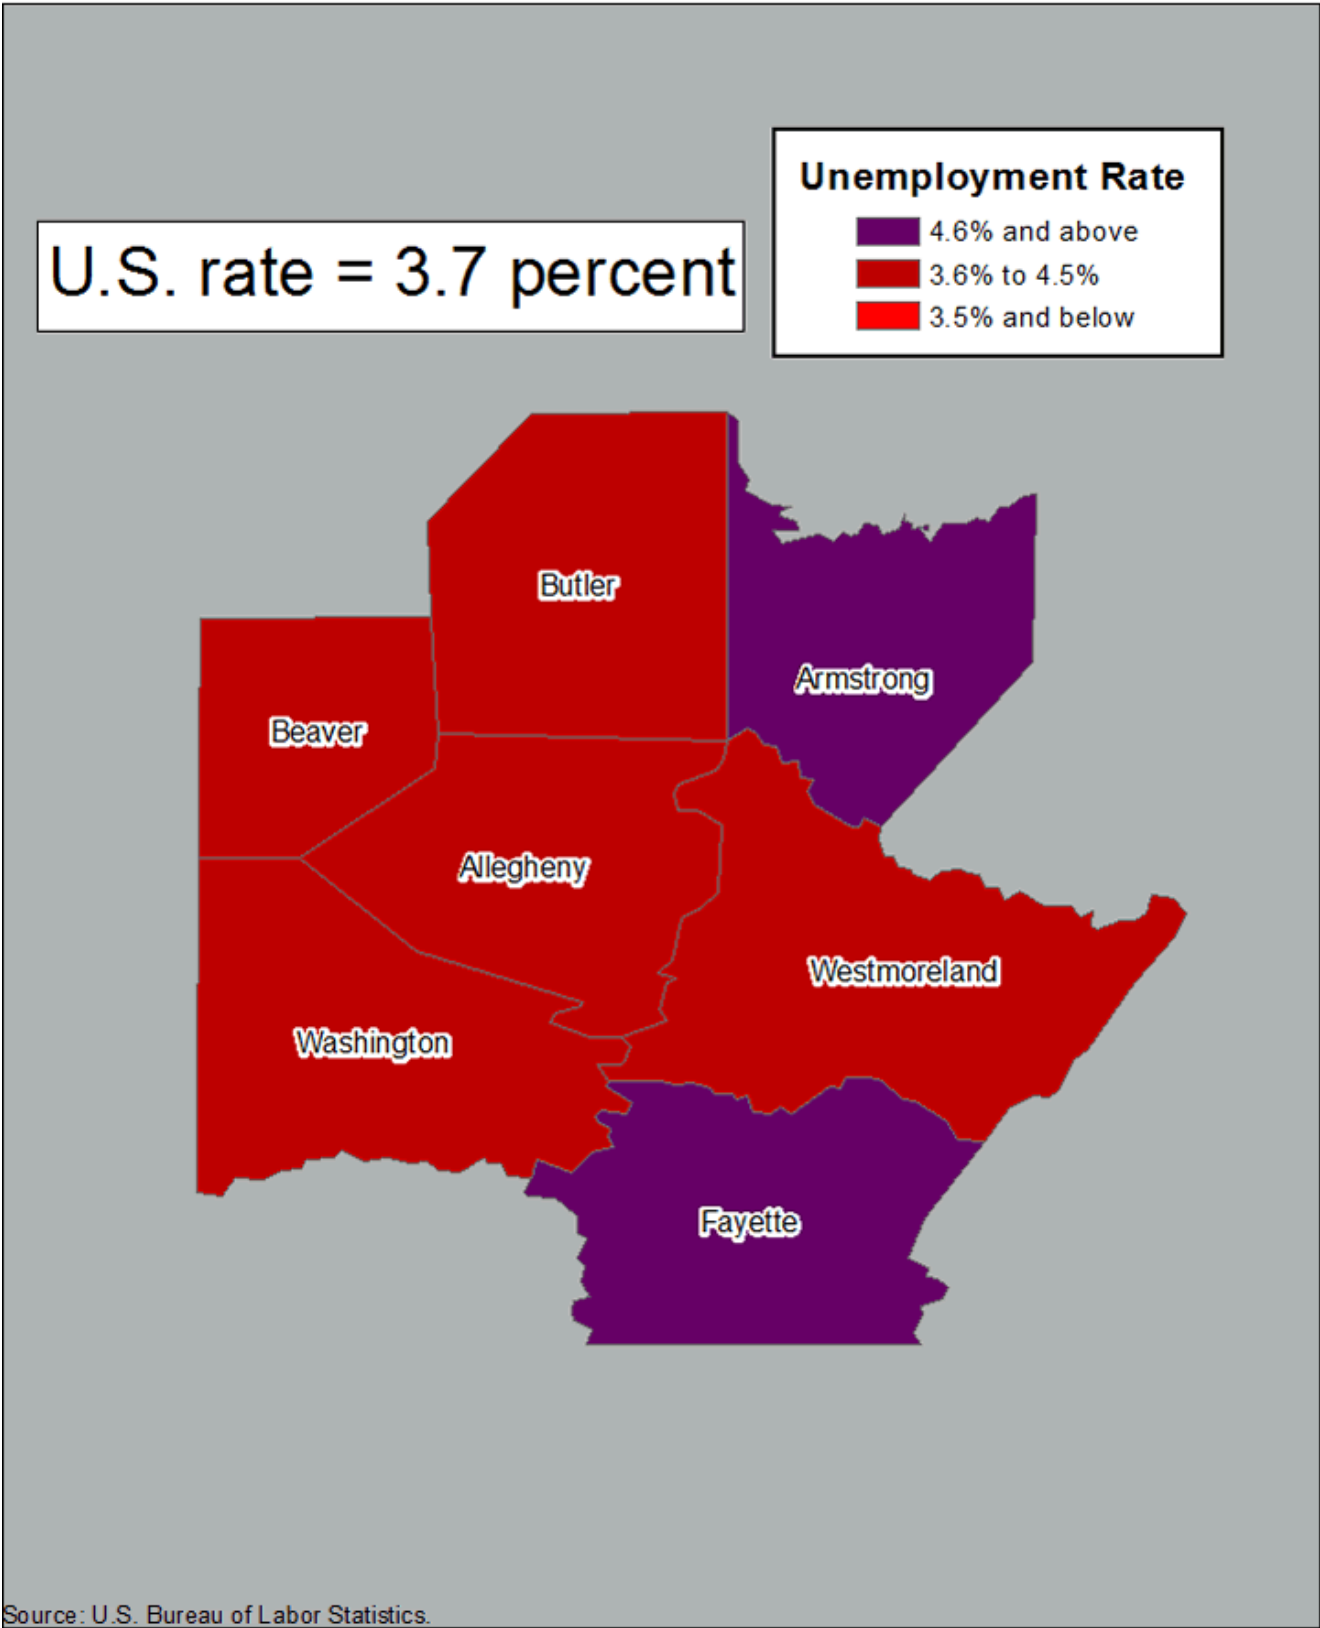 Unemployment Rate
4.6% and above
3.6% to 4.5%
3.5% and below
U.S. rate = 3.7 percent
Butler
Armstrong
Beaver
Allegheny
Westmoreland
Washington
Fayette
Source: U.S. Bureau of Labor Statistics.